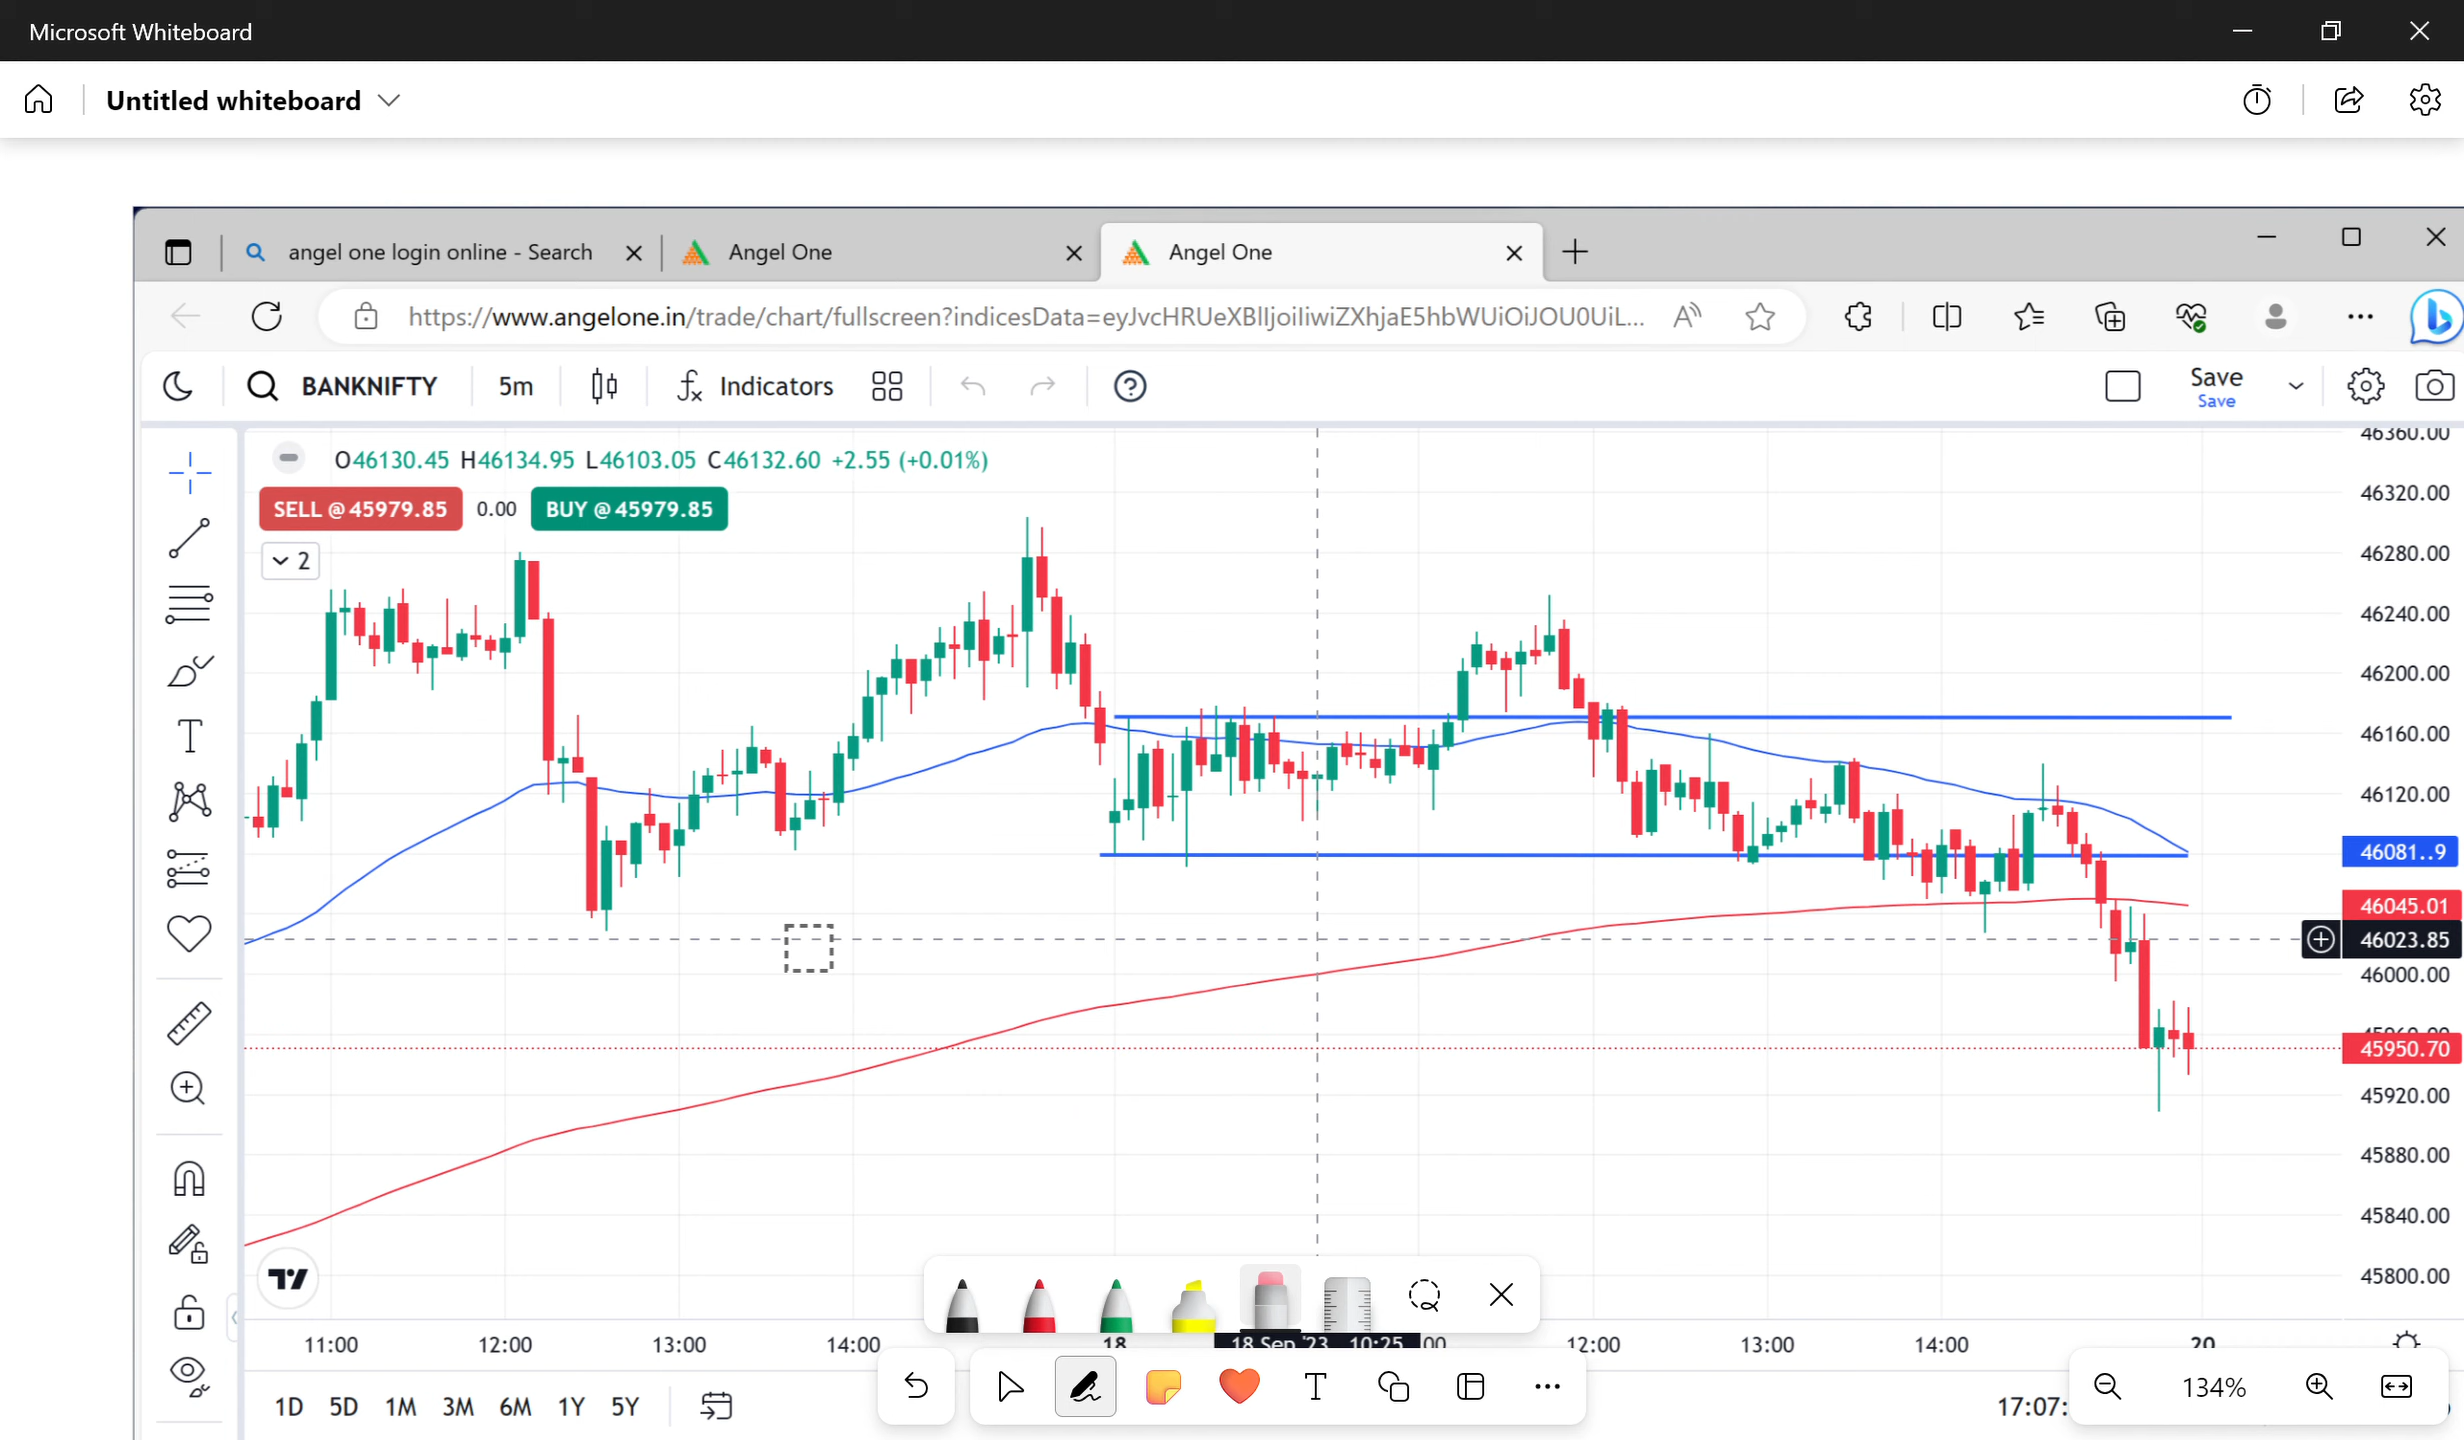 Microsoft Whiteboard
Untitled whiteboard
angel one login online - Search
Angel One
Angel One
https://www.angelone.in/trade/chart/fullscreen?indicesData=eyJvcHRUeXBlIjoiIiwiZXhjaE5hbWUiOiJOU0UiL...
BANKNIFTY 5m Indicators
Save
Save
O46130.45 H46134.95 L46103.05 C46132.60 +2.55 (+0.01%)
SELL @ 45979.85 0.00 BUY @ 45979.85
2
46360.00
46320.00
46280.00
46240.00
46200.00
46160.00
46120.00
46081..9
46045.01
46023.85
46000.00
45960.00
45950.70
45920.00
45880.00
45840.00
45800.00
11:00 12:00 13:00 14:00 18 18 Sep '23 10:25 :00 12:00 13:00 14:00 20
1D 5D 1M 3M 6M 1Y 5Y
17:07:
134%